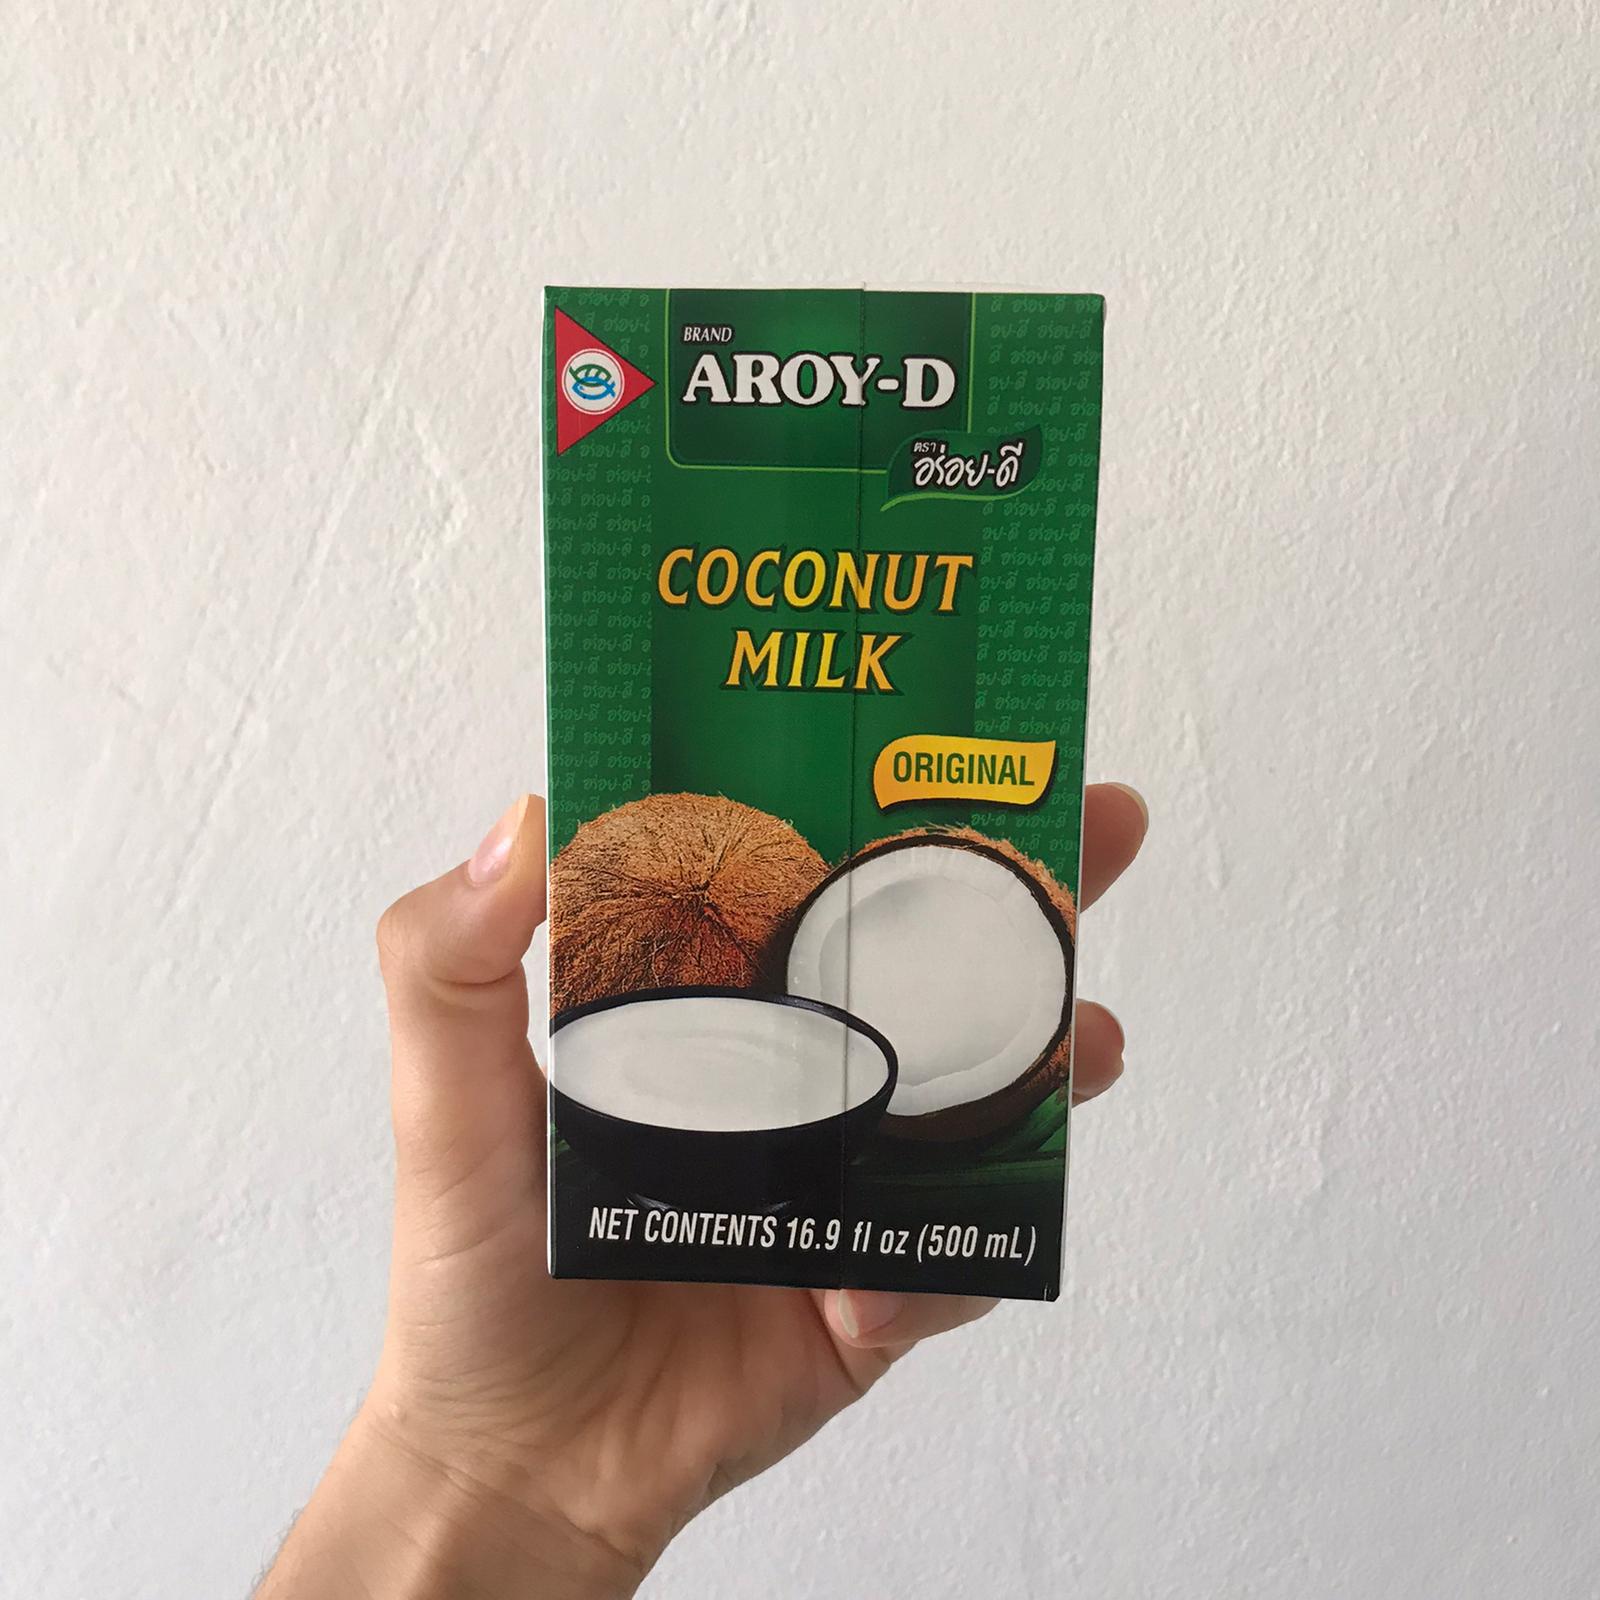 BRAND
AROY-D
ตรา
อร่อย-ดี
COCONUT
MILK
ORIGINAL
NET CONTENTS 16.9 fl oz (500 mL)